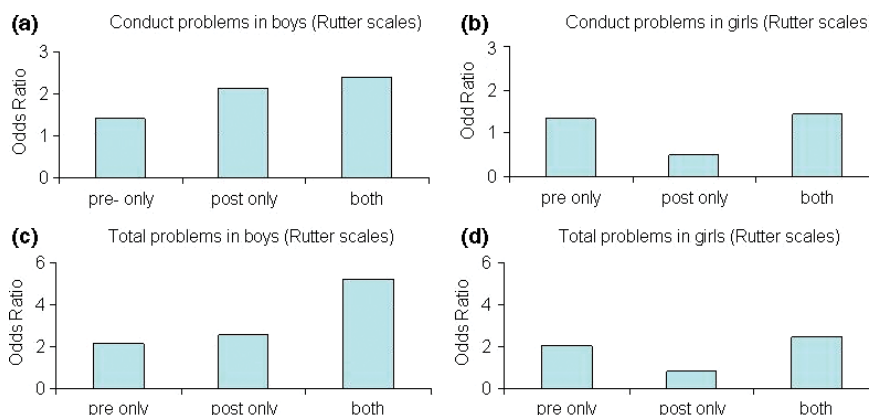 (a) Conduct problems in boys (Rutter scales)
3
2
1
0
Odds Ratio
pre- only post only both
(b) Conduct problems in girls (Rutter scales
3
2
1
0
Odd Ratio
pre only post only both
(c) Total problems in boys (Rutter scales)
6
4
2
0
Odds Ratio
pre only post only both
(d) Total problems in girls (Rutter scales)
6
4
2
0
Odds Ratio
pre only post only both